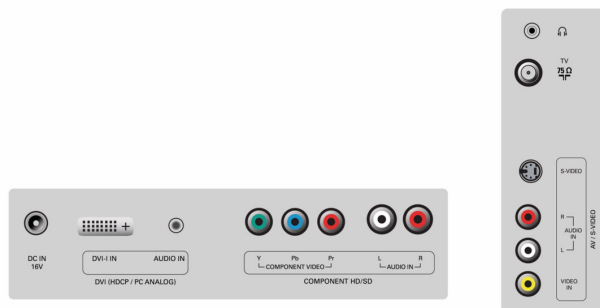 DC IN
16V
DVI-I IN
AUDIO IN
DVI (HDCP / PC ANALOG)
Y Pb Pr
COMPONENT VIDEO
L R
AUDIO IN
COMPONENT HD/SD
TV
75 Ω
S-VIDEO
R
AUDIO
IN
L
VIDEO
IN
AV / S-VIDEO